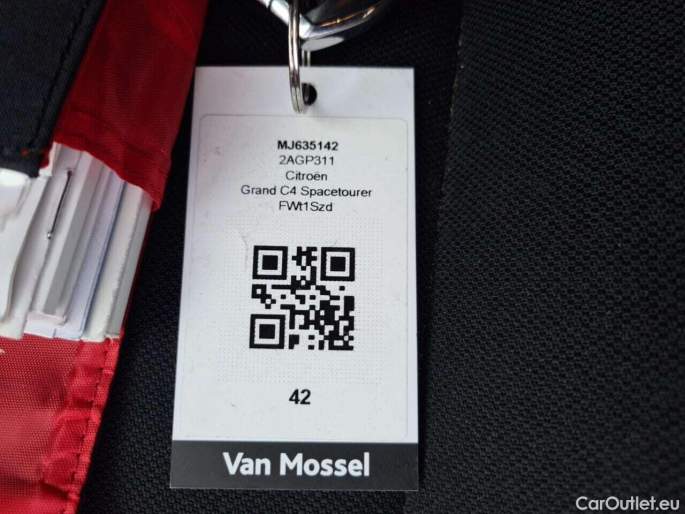 MJ635142
2AGP311
Citroën
Grand C4 Spacetourer
FWt1Szd
42
Van Mossel
CarOutlet.eu